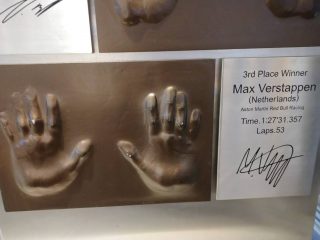 3rd Place Winner
Max Verstappen
(Netherlands)
Aston Martin Red Bull Racing
Time.1:27'31.357
Laps.53